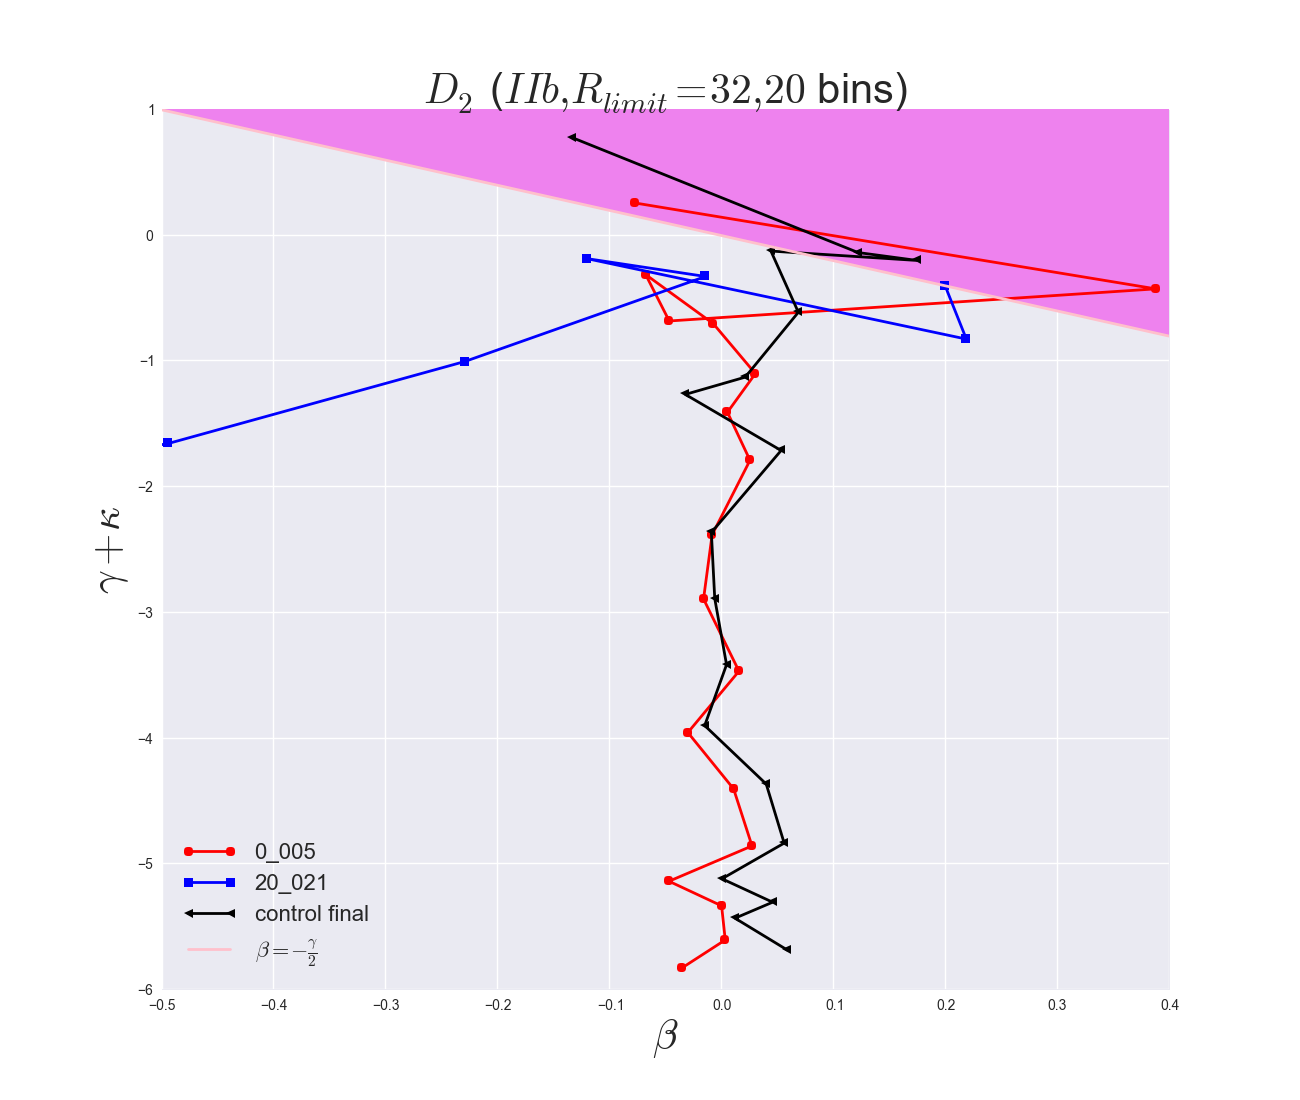 D₂ (IIb,R_limit=32,20 bins)
1
0
−1
−2
−3
−4
−5
−6
γ+κ
0_005
20_021
control final
β=−γ/2
−0.5 −0.4 −0.3 −0.2 −0.1 0.0 0.1 0.2 0.3 0.4
β